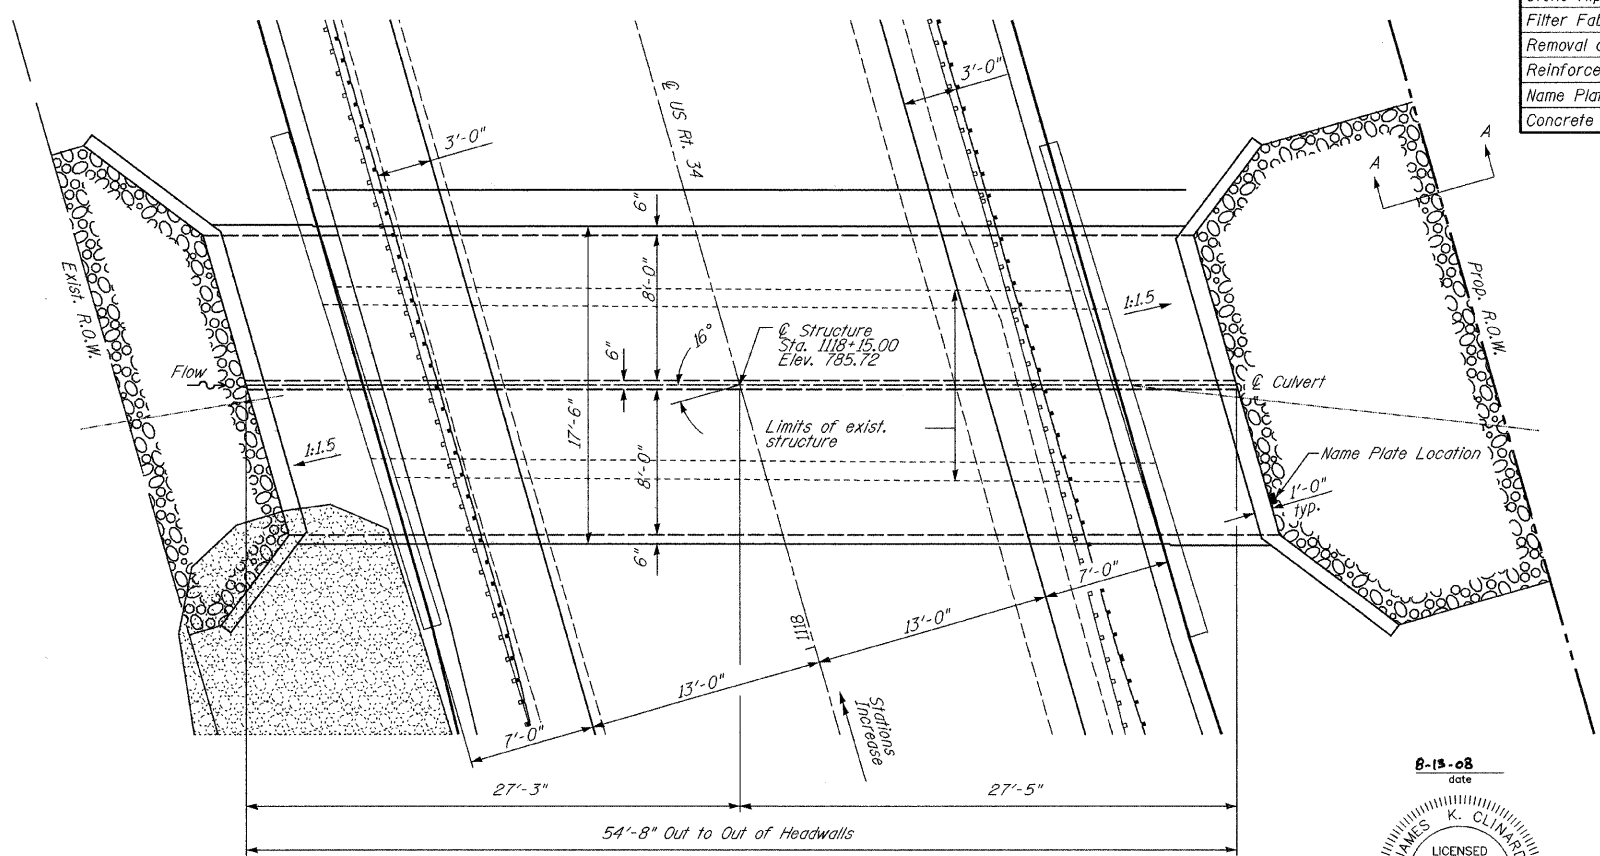 Filter Fab
Removal
Reinforce
Name Plat
Concrete
3'-0"
3'-0"
℄ US Rt. 34
A
A
6"
8'-0"
Exist. R.O.W.
Prop. R.O.W.
1:1.5
16°
℄ Structure
Sta. 1118+15.00
Elev. 785.72
6"
Flow
℄ Culvert
17'-6"
Limits of exist.
structure
1:1.5
8'-0"
Name Plate Location
1'-0"
typ.
6"
7'-0"
13'-0"
1118
13'-0"
7'-0"
Stations
Increase
27'-3"
27'-5"
54'-8" Out to Out of Headwalls
8-13-08
date
JAMES K. CLINARD
LICENSED